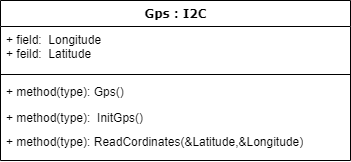 Gps : I2C
+ field: Longitude
+ feild: Latitude
+ method(type): Gps()
+ method(type): InitGps()
+ method(type): ReadCordinates(&Latitude,&Longitude)